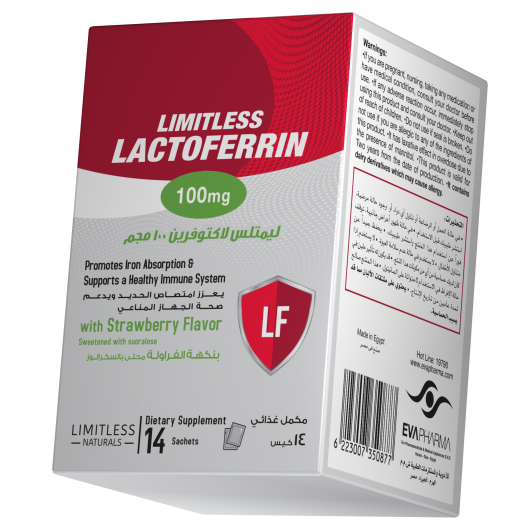 LIMITLESS
LACTOFERRIN
100mg
ليمتلس لاكتوفرين ١٠٠ مجم
Promotes Iron Absorption &
Supports a Healthy Immune System
يعزز امتصاص الحديد ويدعم
صحة الجهاز المناعي
with Strawberry Flavor
Sweetened with sucralose
بنكهة الفراولة محلى بالسكرالوز
LF
LIMITLESS
NATURALS
Dietary Supplement
14 Sachets
مكمل غذائي
١٤ كيس
Warnings:
•If you are pregnant, nursing, taking any medication or
have medical condition, consult your doctor before
use. •If any adverse reaction occur, immediately stop
using this product and consult your doctor. •Keep out
of reach of children. •Do not use if seal is broken. •Do
not use if you are allergic to any of the ingredients of
this product. •It has laxative effect in overdose due to
the presence of mannitol. •This product is valid for
Two years from the date of production. •It contains
dairy derivatives which may cause allergy.
التحذيرات:
Made in Egypt
صنع في مصر
Hot Line: 19790
www.evapharma.com
EVAPHARMA
6 223007 350877